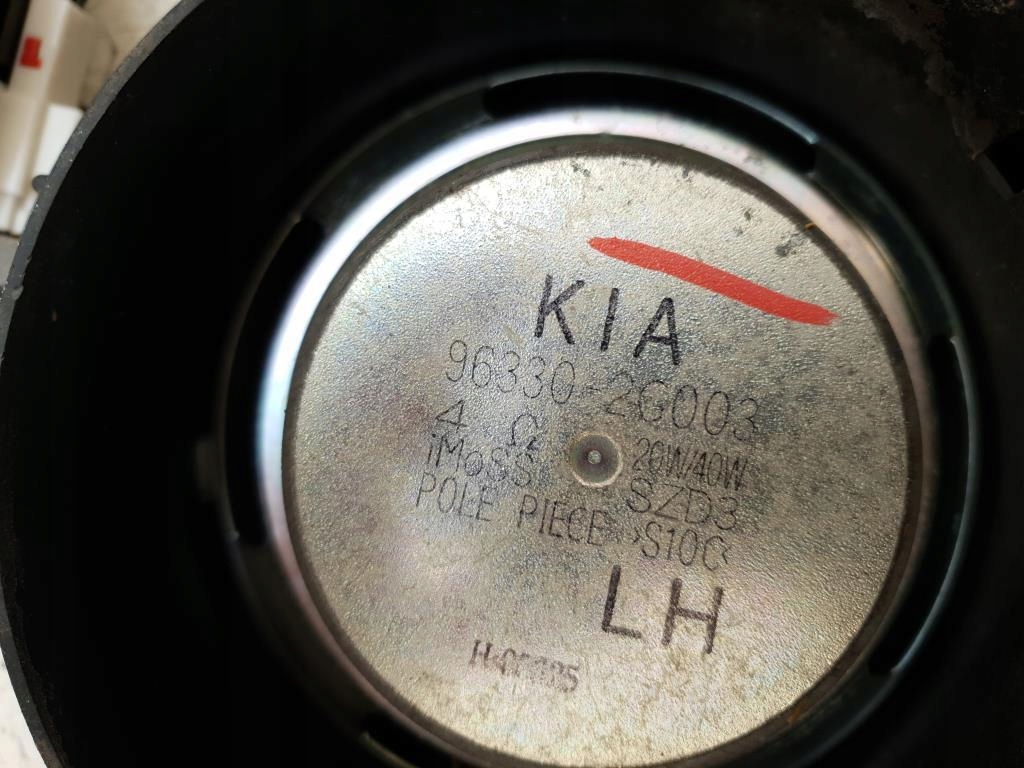 KIA
96330-2G003
4 Ω 20W/40W
iMoSS SZD3
POLE PIECE >S10C<
LH